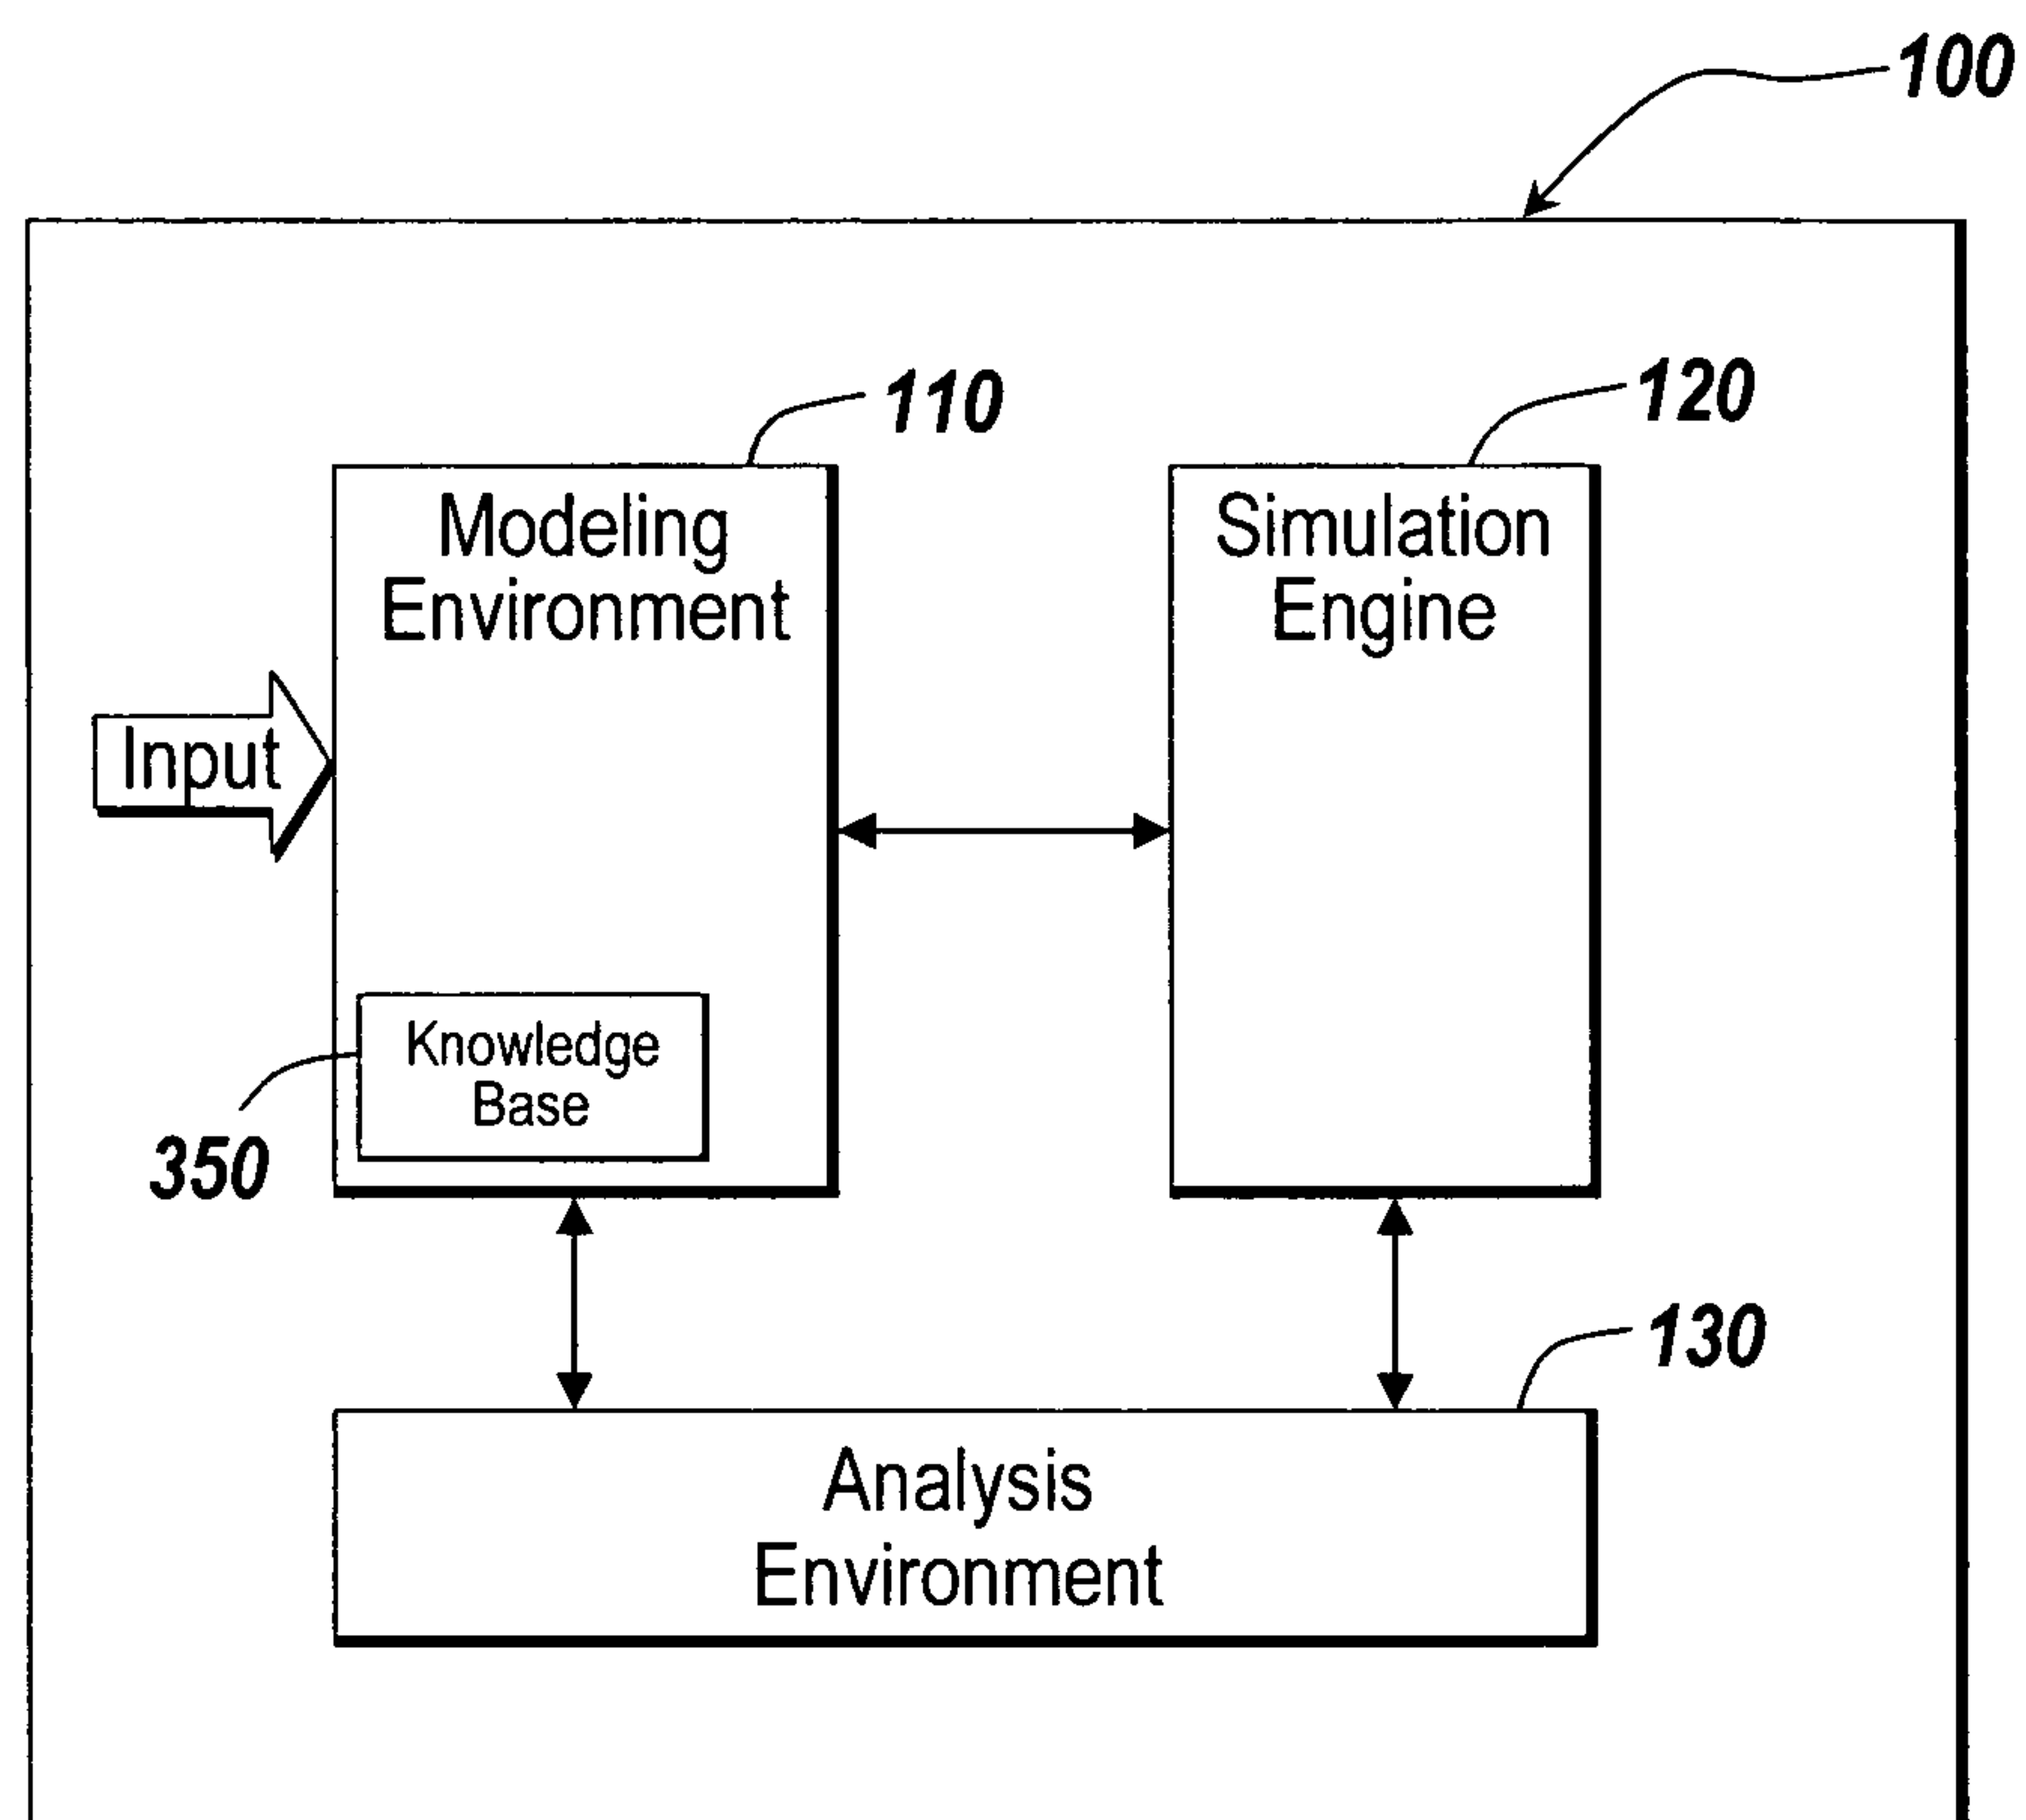 100
110
120
Modeling
Environment
Simulation
Engine
Input
Knowledge
Base
350
130
Analysis
Environment